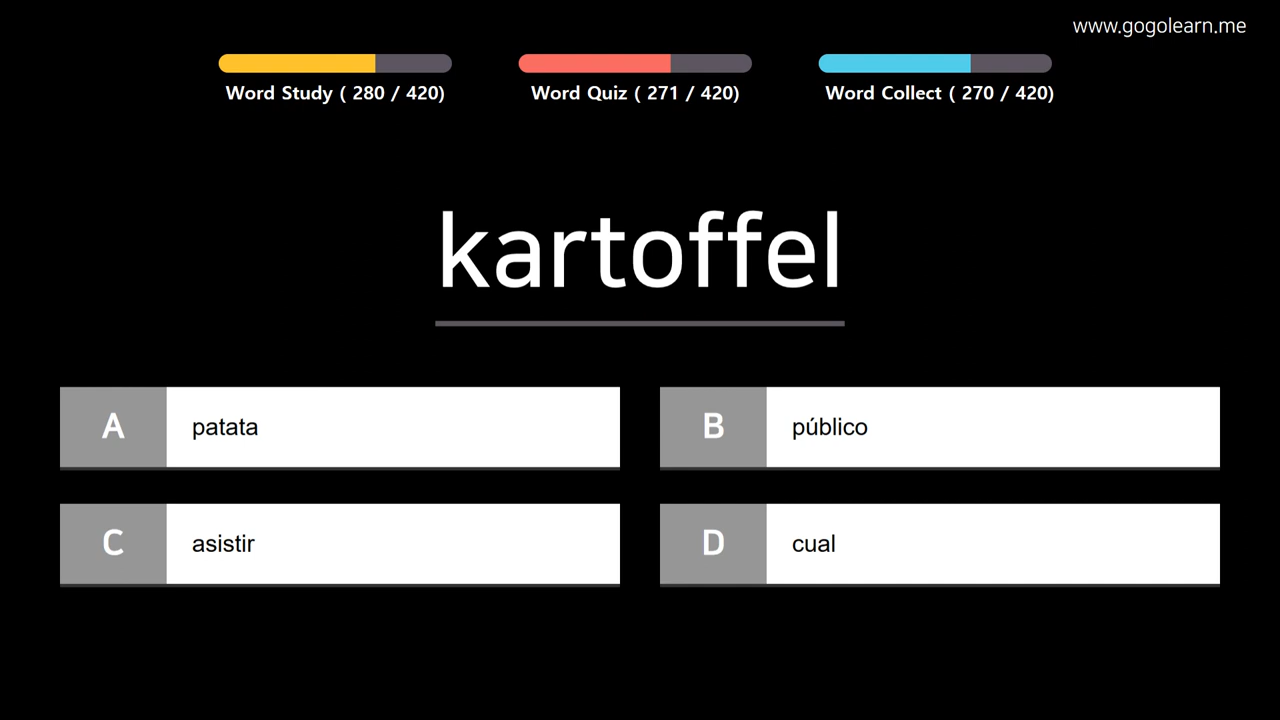 www.gogolearn.me
Word Study ( 280 / 420)
Word Quiz ( 271 / 420)
Word Collect ( 270 / 420)
kartoffel
A patata
B público
C asistir
D cual